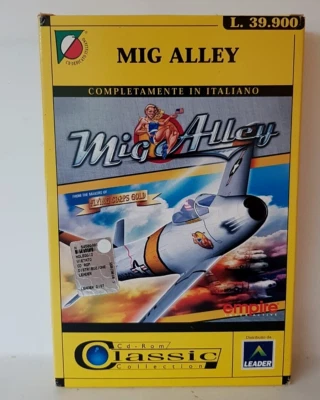 L. 39.900
MIG ALLEY
COMPLETAMENTE IN ITALIANO
Mig Alley
FROM THE MAKERS OF
FLYING CORPS GOLD
empire
Cd-Rom
Classic
Collection
Distribuito da
LEADER